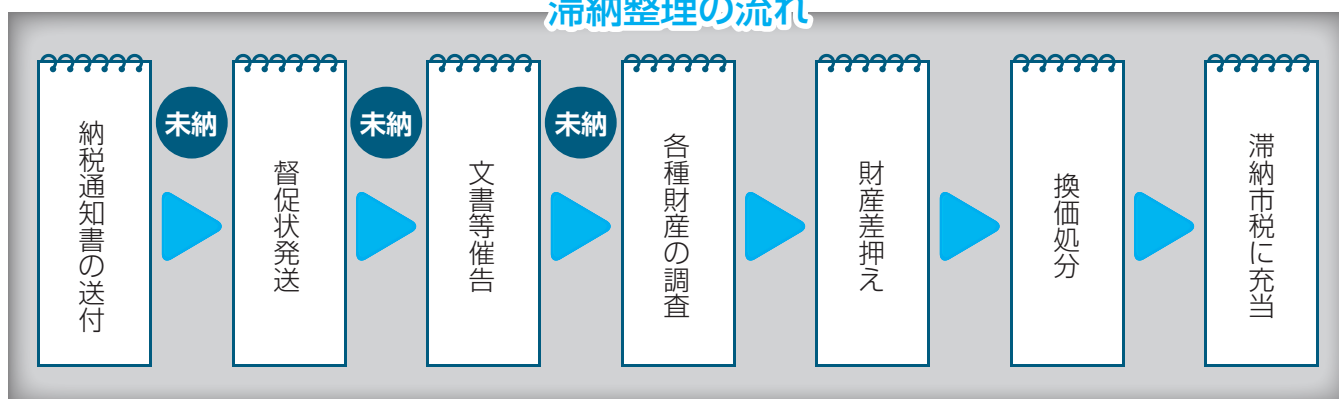 滞納整理の流れ
納税通知書の送付
未納
督促状発送
未納
文書等催告
未納
各種財産の調査
財産差押え
換価処分
滞納市税に充当